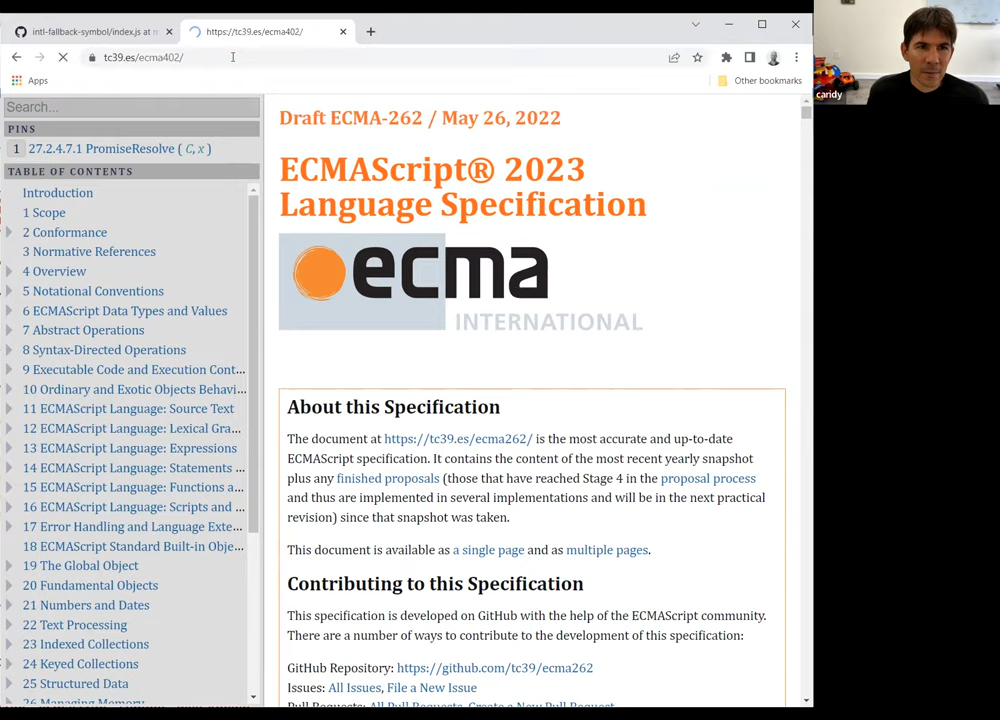 intl-fallback-symbol/index.js at m
https://tc39.es/ecma402/
tc39.es/ecma402/
Apps
Other bookmarks
caridy
Search...
PINS
1 27.2.4.7.1 PromiseResolve ( C, x )
TABLE OF CONTENTS
Introduction
1 Scope
2 Conformance
3 Normative References
4 Overview
5 Notational Conventions
6 ECMAScript Data Types and Values
7 Abstract Operations
8 Syntax-Directed Operations
9 Executable Code and Execution Cont...
10 Ordinary and Exotic Objects Behavi...
11 ECMAScript Language: Source Text
12 ECMAScript Language: Lexical Gra...
13 ECMAScript Language: Expressions
14 ECMAScript Language: Statements ...
15 ECMAScript Language: Functions a...
16 ECMAScript Language: Scripts and ...
17 Error Handling and Language Exte...
18 ECMAScript Standard Built-in Obje...
19 The Global Object
20 Fundamental Objects
21 Numbers and Dates
22 Text Processing
23 Indexed Collections
24 Keyed Collections
25 Structured Data
26 Managing Memory
Draft ECMA-262 / May 26, 2022
ECMAScript® 2023
Language Specification
ecma
INTERNATIONAL
About this Specification
The document at https://tc39.es/ecma262/ is the most accurate and up-to-date
ECMAScript specification. It contains the content of the most recent yearly snapshot
plus any finished proposals (those that have reached Stage 4 in the proposal process
and thus are implemented in several implementations and will be in the next practical
revision) since that snapshot was taken.
This document is available as a single page and as multiple pages.
Contributing to this Specification
This specification is developed on GitHub with the help of the ECMAScript community.
There are a number of ways to contribute to the development of this specification:
GitHub Repository: https://github.com/tc39/ecma262
Issues: All Issues, File a New Issue
Pull Requests: All Pull Requests, Create a New Pull Request